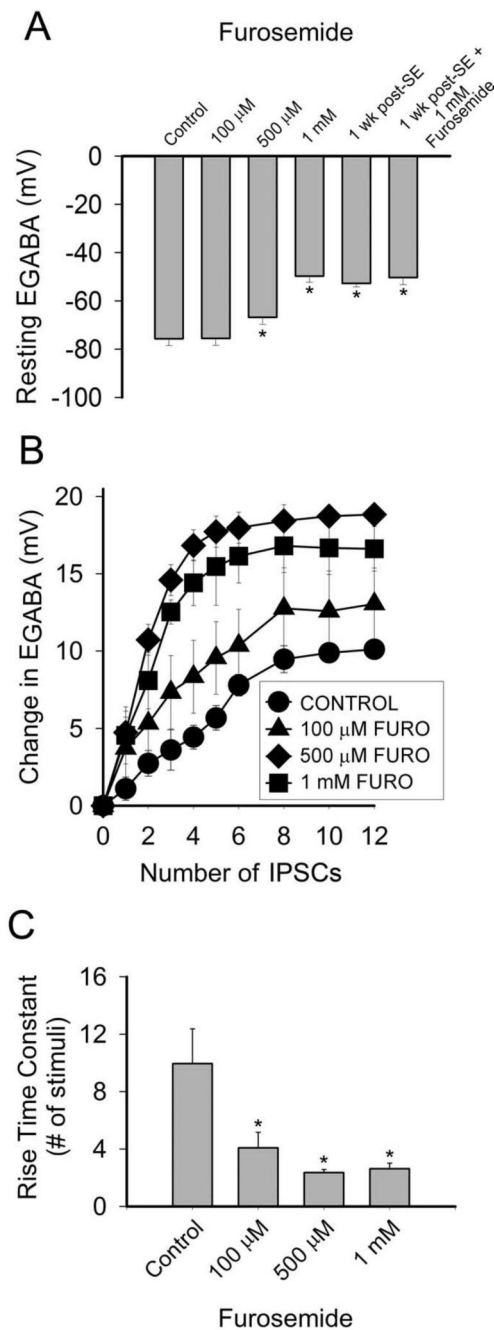 A
Furosemide
Control
100 μM
500 μM
1 mM
1 wk post-SE
1 wk post-SE +
1 mM
Furosemide
0
-20
-40
-60
-80
-100
Resting EGABA (mV)
*
*
*
*
B
20
15
10
5
0
Change in EGABA (mV)
CONTROL
100 μM FURO
500 μM FURO
1 mM FURO
0 2 4 6 8 10 12
Number of IPSCs
C
16
12
8
4
0
Rise Time Constant
(# of stimuli)
*
*
*
Control
100 μM
500 μM
1 mM
Furosemide